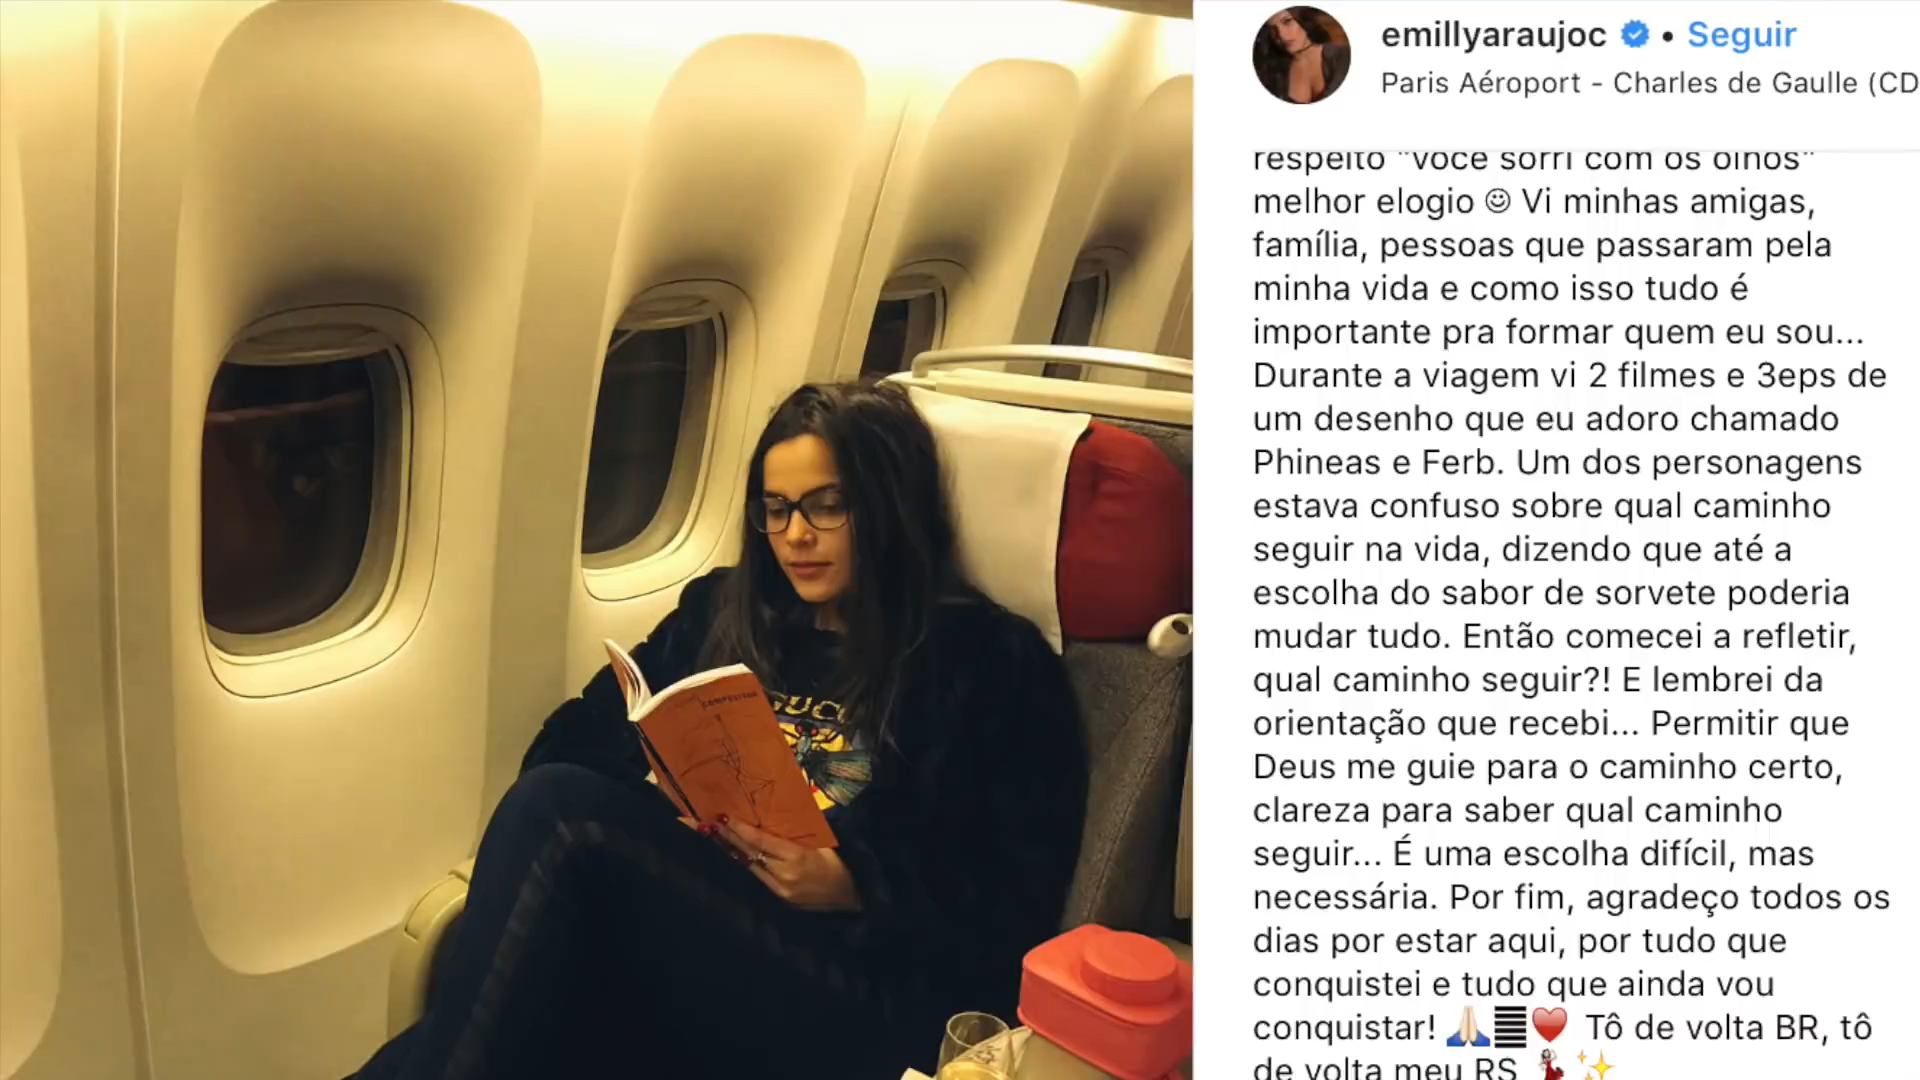 emillyaraujoc • Seguir
Paris Aéroport - Charles de Gaulle (CD
respeito "você sorri com os olhos"
melhor elogio ☺ Vi minhas amigas,
família, pessoas que passaram pela
minha vida e como isso tudo é
importante pra formar quem eu sou...
Durante a viagem vi 2 filmes e 3eps de
um desenho que eu adoro chamado
Phineas e Ferb. Um dos personagens
estava confuso sobre qual caminho
seguir na vida, dizendo que até a
escolha do sabor de sorvete poderia
mudar tudo. Então comecei a refletir,
qual caminho seguir?! E lembrei da
orientação que recebi... Permitir que
Deus me guie para o caminho certo,
clareza para saber qual caminho
seguir... É uma escolha difícil, mas
necessária. Por fim, agradeço todos os
dias por estar aqui, por tudo que
conquistei e tudo que ainda vou
conquistar! 🙏🏻 ❤️ Tô de volta BR, tô
de volta meu RS 💃🏻✨